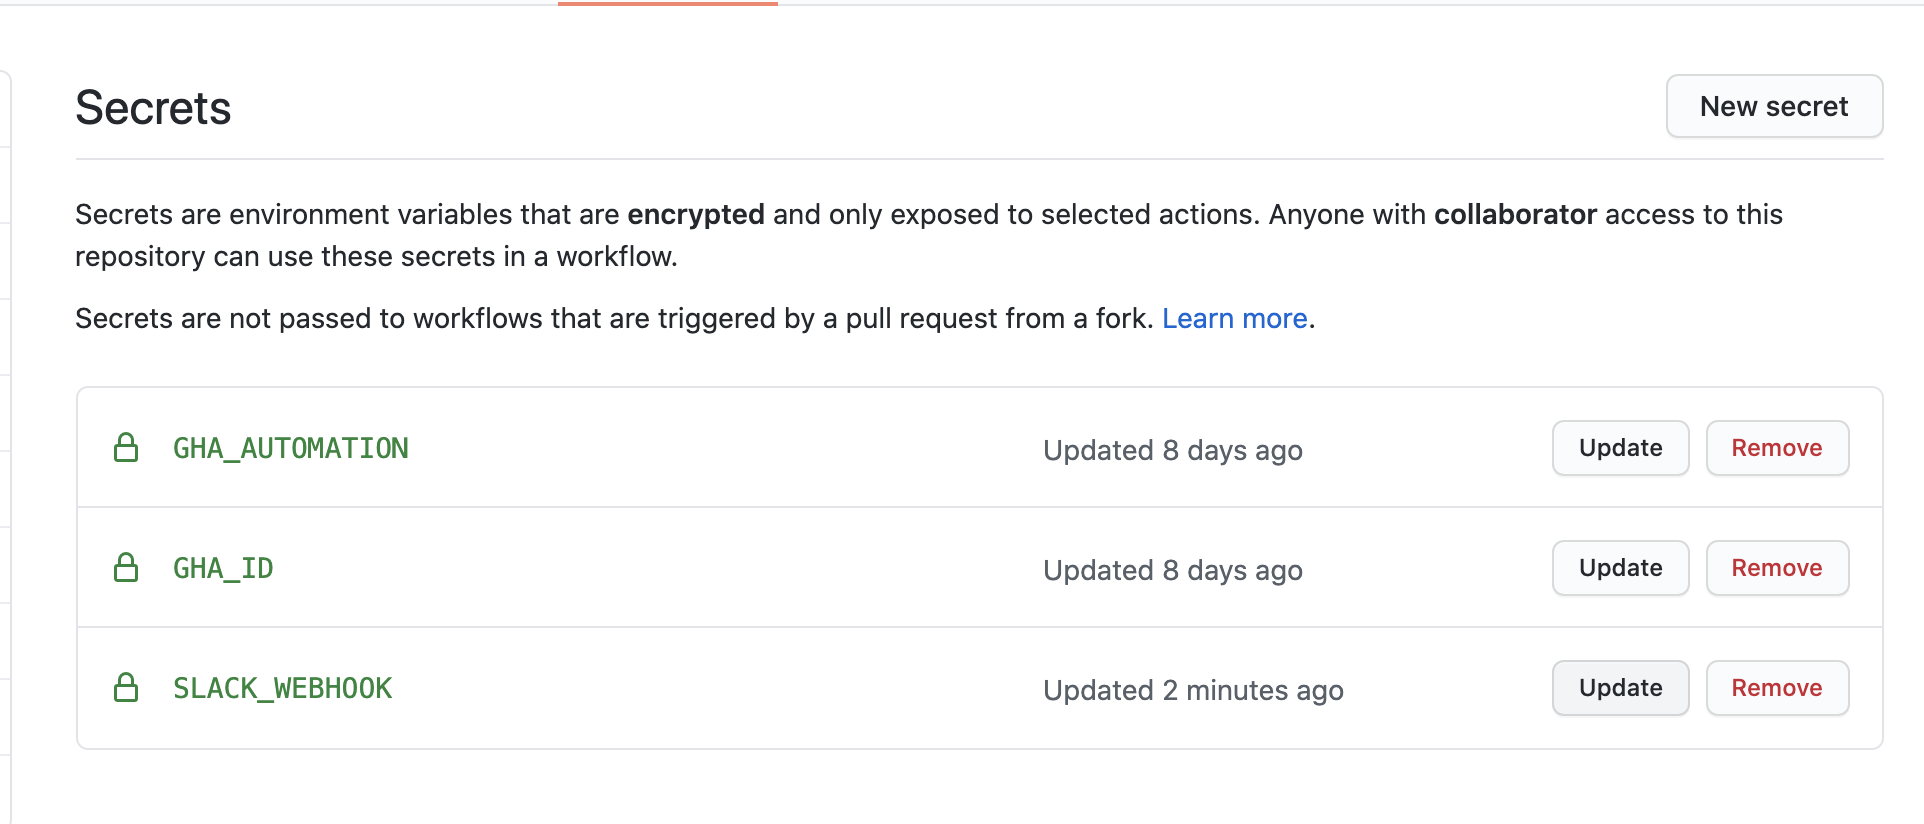 Secrets
New secret
Secrets are environment variables that are encrypted and only exposed to selected actions. Anyone with collaborator access to this
repository can use these secrets in a workflow.
Secrets are not passed to workflows that are triggered by a pull request from a fork. Learn more.
GHA_AUTOMATION Updated 8 days ago Update Remove
GHA_ID Updated 8 days ago Update Remove
SLACK_WEBHOOK Updated 2 minutes ago Update Remove